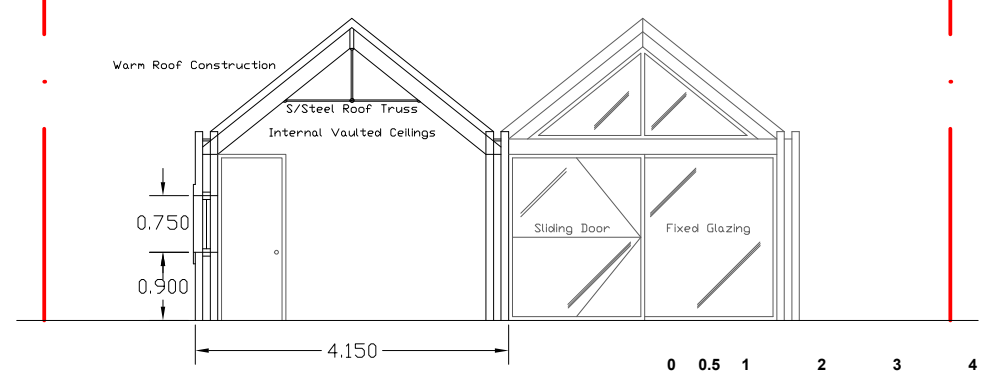 Warm Roof Construction
S/Steel Roof Truss
Internal Vaulted Ceilings
0.750
Sliding Door
Fixed Glazing
0.900
4.150
0 0.5 1 2 3 4